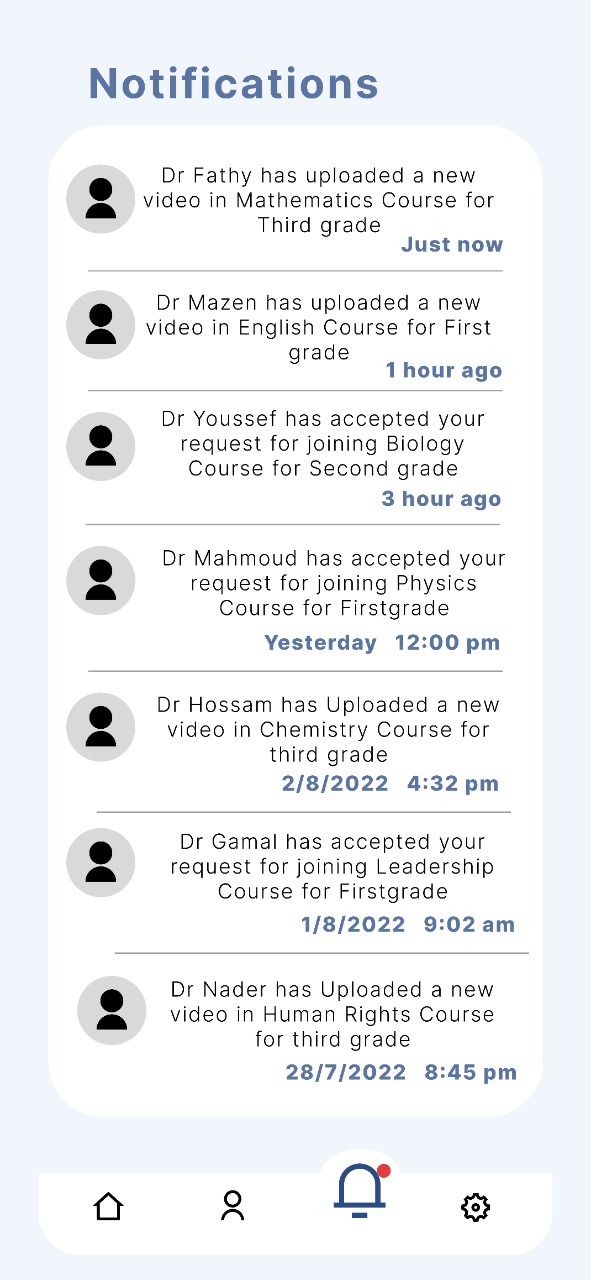 Notifications
Dr Fathy has uploaded a new
video in Mathematics Course for
Third grade
Just now
Dr Mazen has uploaded a new
video in English Course for First
grade
1 hour ago
Dr Youssef has accepted your
request for joining Biology
Course for Second grade
3 hour ago
Dr Mahmoud has accepted your
request for joining Physics
Course for Firstgrade
Yesterday 12:00 pm
Dr Hossam has Uploaded a new
video in Chemistry Course for
third grade
2/8/2022 4:32 pm
Dr Gamal has accepted your
request for joining Leadership
Course for Firstgrade
1/8/2022 9:02 am
Dr Nader has Uploaded a new
video in Human Rights Course
for third grade
28/7/2022 8:45 pm